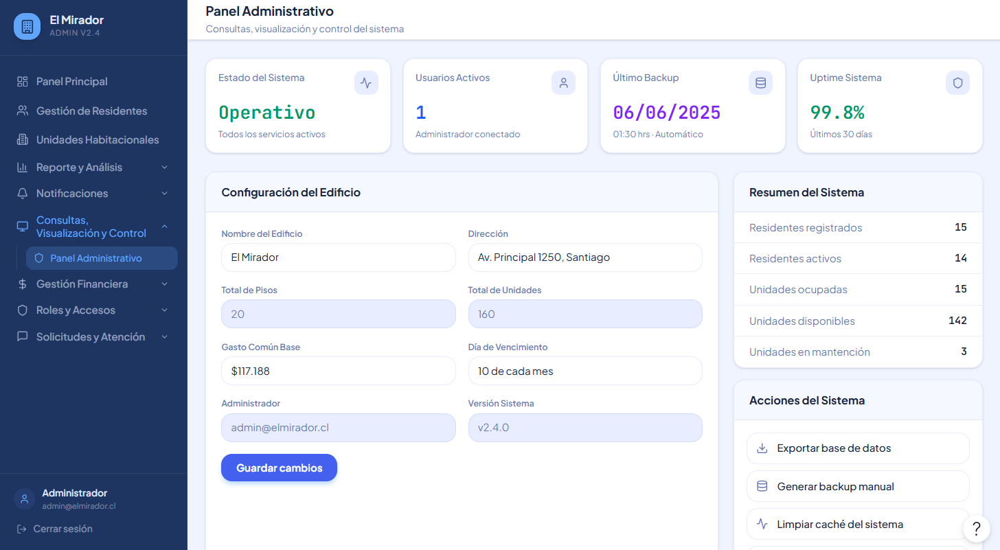 El Mirador
ADMIN V2.4
Panel Principal
Gestión de Residentes
Unidades Habitacionales
Reporte y Análisis
Notificaciones
Consultas,
Visualización y Control
Panel Administrativo
Gestión Financiera
Roles y Accesos
Solicitudes y Atención
Administrador
admin@elmirador.cl
Cerrar sesión
Panel Administrativo
Consultas, visualización y control del sistema
Estado del Sistema
Operativo
Todos los servicios activos
Usuarios Activos
1
Administrador conectado
Último Backup
06/06/2025
01:30 hrs · Automático
Uptime Sistema
99.8%
Últimos 30 días
Configuración del Edificio
Nombre del Edificio
El Mirador
Dirección
Av. Principal 1250, Santiago
Total de Pisos
20
Total de Unidades
160
Gasto Común Base
$117.188
Día de Vencimiento
10 de cada mes
Administrador
admin@elmirador.cl
Versión Sistema
v2.4.0
Guardar cambios
Resumen del Sistema
Residentes registrados 15
Residentes activos 14
Unidades ocupadas 15
Unidades disponibles 142
Unidades en mantención 3
Acciones del Sistema
Exportar base de datos
Generar backup manual
Limpiar caché del sistema
?